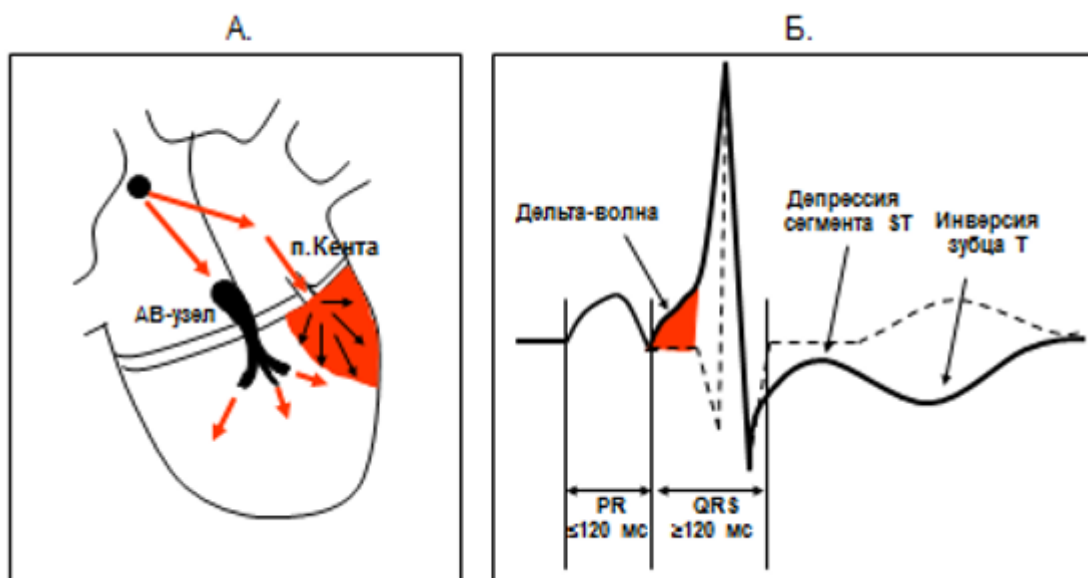 А.
Б.
п.Кента
АВ-узел
Дельта-волна
Депрессия
сегмента ST
Инверсия
зубца Т
PR
≤120 мс
QRS
≥120 мс